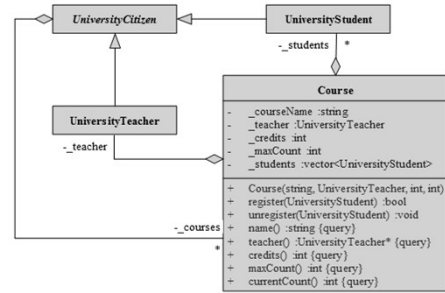 UniversityCitizen
UniversityStudent
-_students *
Course
- _courseName :string
- _teacher :UniversityTeacher
- _credits :int
- _maxCount :int
- _students :vector<UniversityStudent>
UniversityTeacher
-_teacher
+ Course(string, UniversityTeacher, int, int)
+ register(UniversityStudent) :bool
+ unregister(UniversityStudent) :void
+ name() :string {query}
+ teacher() :UniversityTeacher* {query}
+ credits() :int {query}
+ maxCount() :int {query}
+ currentCount() :int {query}
-_courses
*